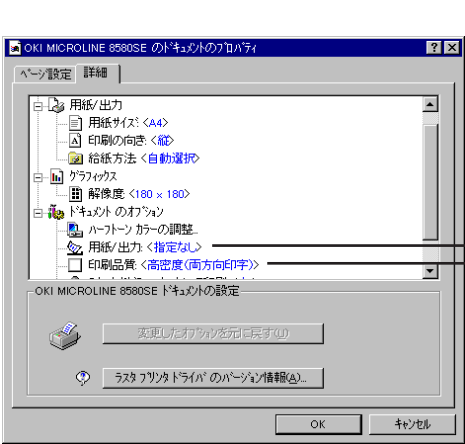 OKI MICROLINE 8580SE のドキュメントのプロパティ
ページ設定 詳細
用紙/出力
用紙サイズ: <A4>
印刷の向き: <縦>
給紙方法: <自動選択>
グラフィックス
解像度: <180 x 180>
ドキュメント のオプション
ハーフトーン カラーの調整...
用紙/出力: <指定なし>
印刷品質: <高密度(両方向印字)>
OKI MICROLINE 8580SE ドキュメントの設定
変更したオプションを元に戻す(U)
ラスタ プリンタ ドライバ のバージョン情報(A)...
OK キャンセル